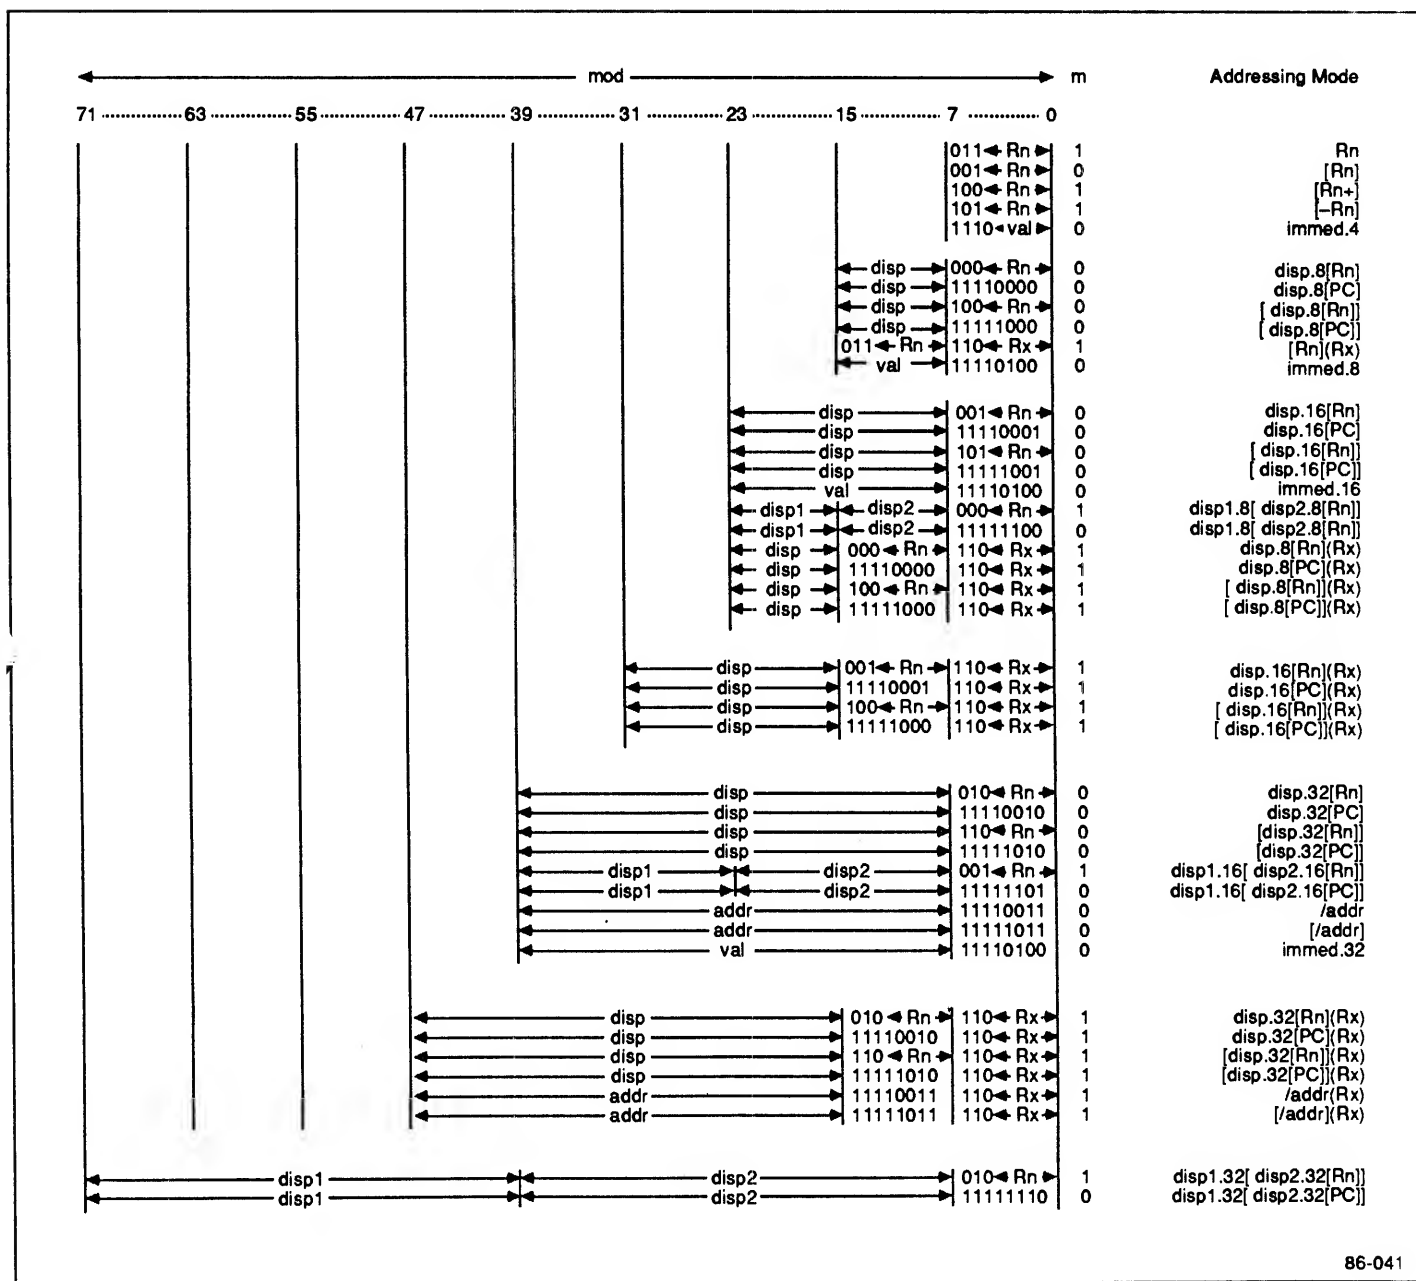 mod m Addressing Mode
71 63 55 47 39 31 23 15 7 0
011 Rn 1 Rn
001 Rn 0 [Rn]
100 Rn 1 [Rn+]
101 Rn 1 [–Rn]
1110 val 0 immed.4
disp 000 Rn 0 disp.8[Rn]
disp 11110000 0 disp.8[PC]
disp 100 Rn 0 [ disp.8[Rn]]
disp 11111000 0 [ disp.8[PC]]
011 Rn 110 Rx 1 [Rn](Rx)
val 11110100 0 immed.8
disp 001 Rn 0 disp.16[Rn]
disp 11110001 0 disp.16[PC]
disp 101 Rn 0 [ disp.16[Rn]]
disp 11111001 0 [ disp.16[PC]]
val 11110100 0 immed.16
disp1 disp2 000 Rn 1 disp1.8[ disp2.8[Rn]]
disp1 disp2 11111100 0 disp1.8[ disp2.8[Rn]]
disp 000 Rn 110 Rx 1 disp.8[Rn](Rx)
disp 11110000 110 Rx 1 disp.8[PC](Rx)
disp 100 Rn 110 Rx 1 [ disp.8[Rn]](Rx)
disp 11111000 110 Rx 1 [ disp.8[PC]](Rx)
disp 001 Rn 110 Rx 1 disp.16[Rn](Rx)
disp 11110001 110 Rx 1 disp.16[PC](Rx)
disp 100 Rn 110 Rx 1 [ disp.16[Rn]](Rx)
disp 11111000 110 Rx 1 [ disp.16[PC]](Rx)
disp 010 Rn 0 disp.32[Rn]
disp 11110010 0 disp.32[PC]
disp 110 Rn 0 [disp.32[Rn]]
disp 11111010 0 [disp.32[PC]]
disp1 disp2 001 Rn 1 disp1.16[ disp2.16[Rn]]
disp1 disp2 11111101 0 disp1.16[ disp2.16[PC]]
addr 11110011 0 /addr
addr 11111011 0 [/addr]
val 11110100 0 immed.32
disp 010 Rn 110 Rx 1 disp.32[Rn](Rx)
disp 11110010 110 Rx 1 disp.32[PC](Rx)
disp 110 Rn 110 Rx 1 [disp.32[Rn]](Rx)
disp 11111010 110 Rx 1 [disp.32[PC]](Rx)
addr 11110011 110 Rx 1 /addr(Rx)
addr 11111011 110 Rx 1 [/addr](Rx)
disp1 disp2 010 Rn 1 disp1.32[ disp2.32[Rn]]
disp1 disp2 11111110 0 disp1.32[ disp2.32[PC]]
86-041